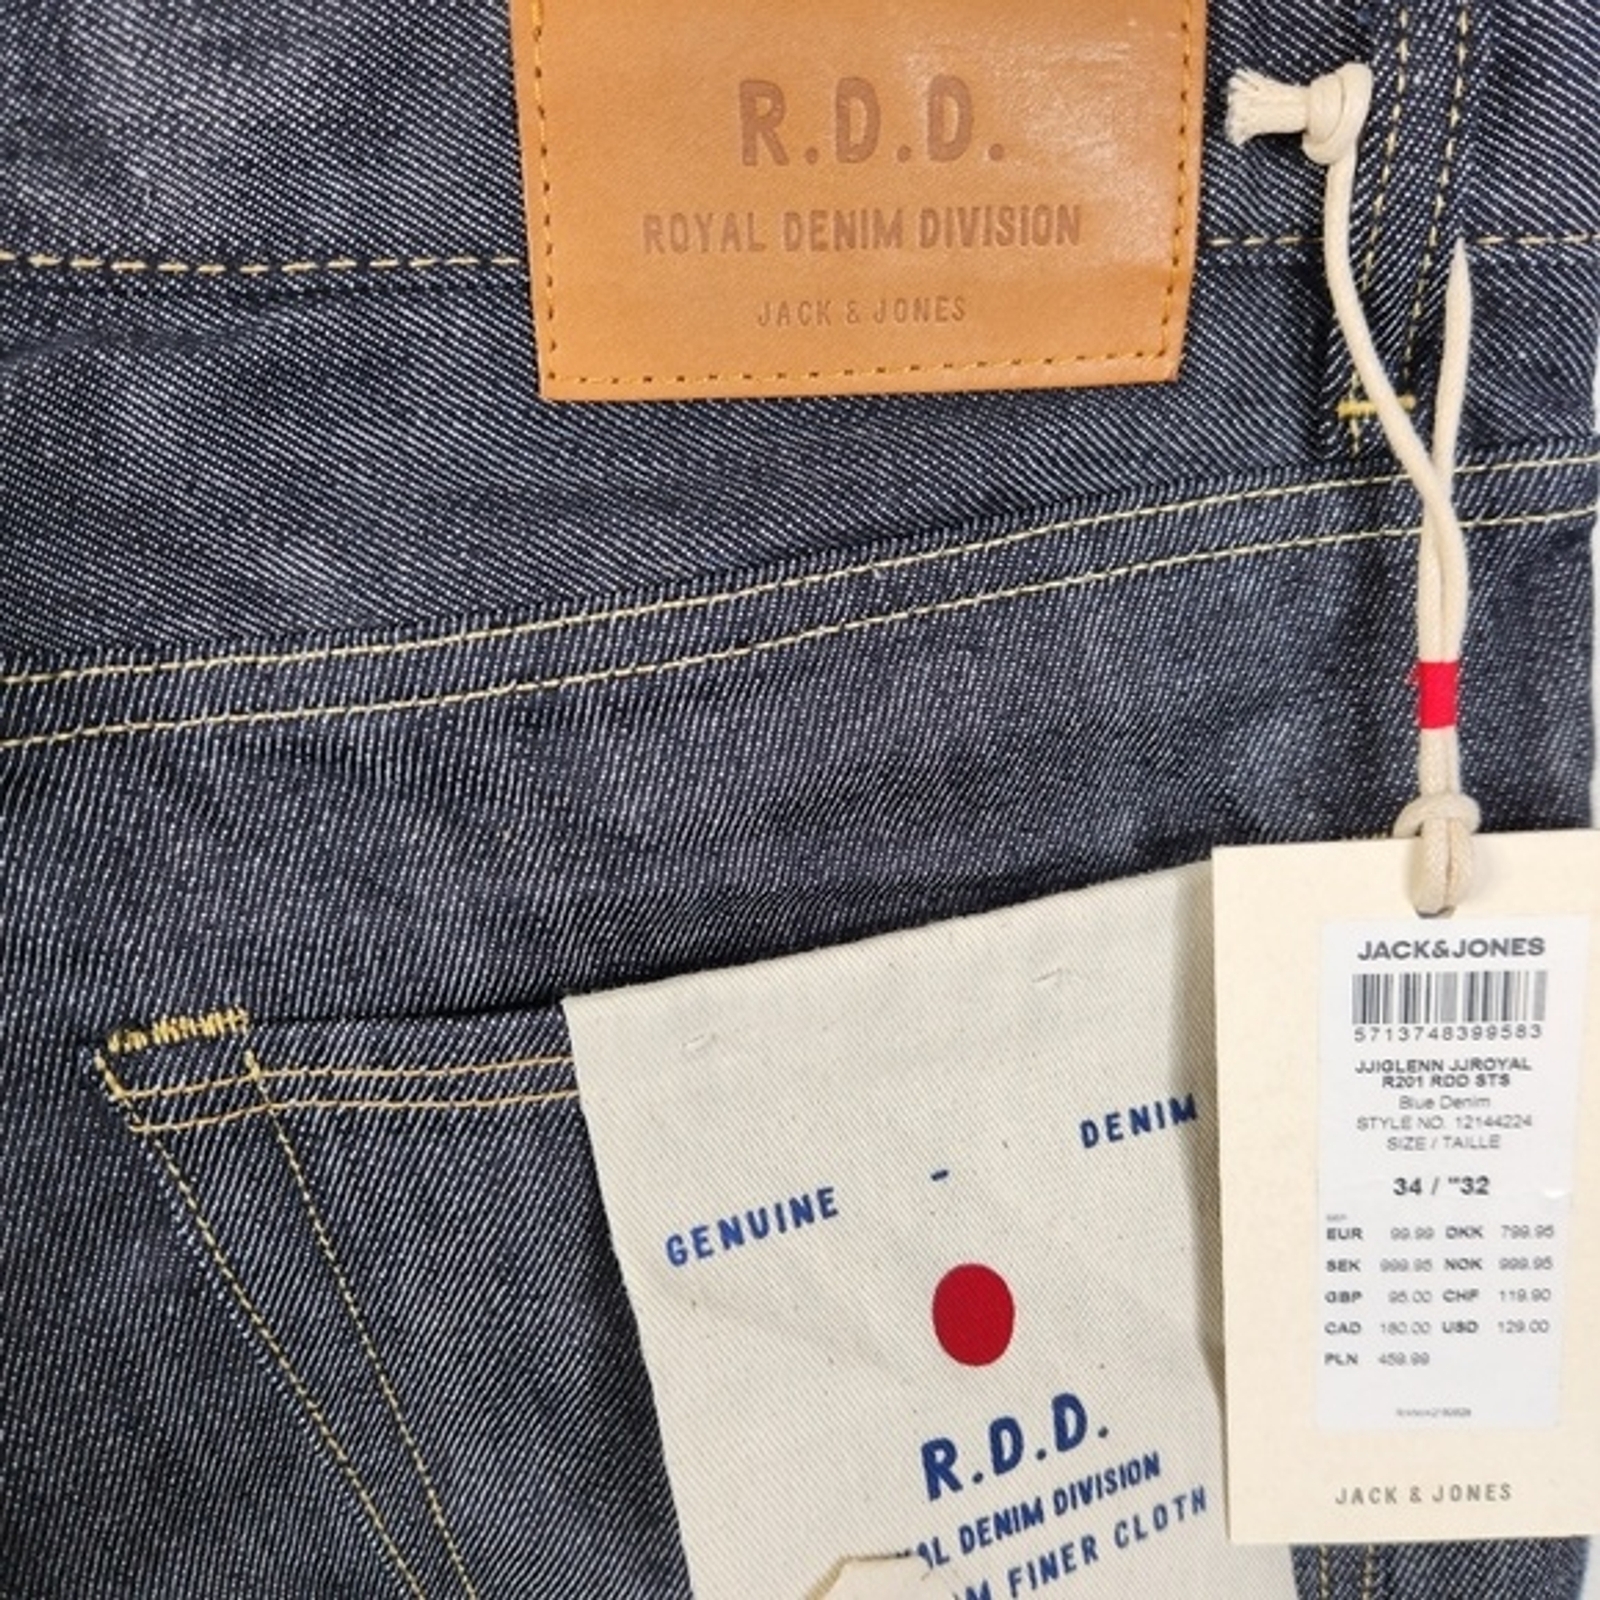 R.D.D.
ROYAL DENIM DIVISION
JACK & JONES
JACK&JONES
5713748399583
JJIGLENN JJROYAL
R201 RDD STS
Blue Denim
STYLE NO. 12144224
SIZE / TAILLE
34 / "32
EUR 99.99 DKK 799.95
SEK 999.95 NOK 999.95
GBP 95.00 CHF 119.90
CAD 180.00 USD 129.00
PLN 459.99
JACK & JONES
GENUINE - DENIM
R.D.D.
DENIM DIVISION
FINER CLOTH